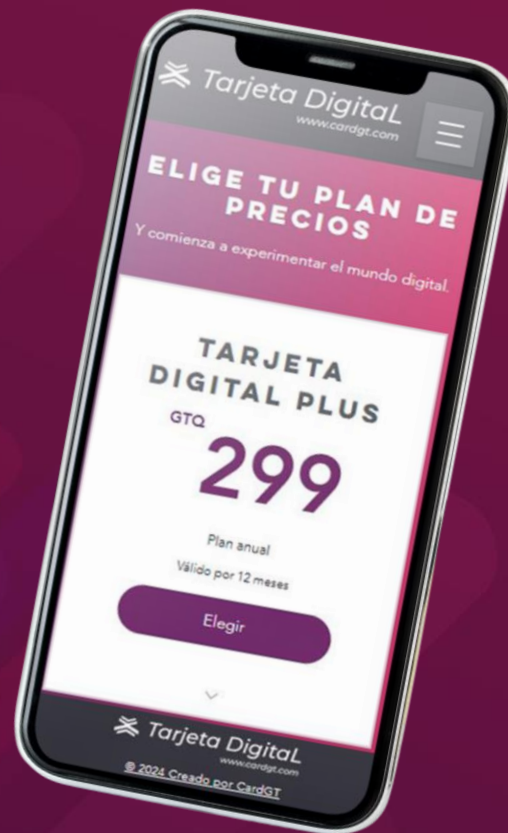 Tarjeta DigitaL
www.cardgt.com
ELIGE TU PLAN DE
PRECIOS
Y comienza a experimentar el mundo digital.
TARJETA
DIGITAL PLUS
GTQ
299
Plan anual
Válido por 12 meses
Elegir
Tarjeta DigitaL
www.cardgt.com
© 2024 Creado por CardGT